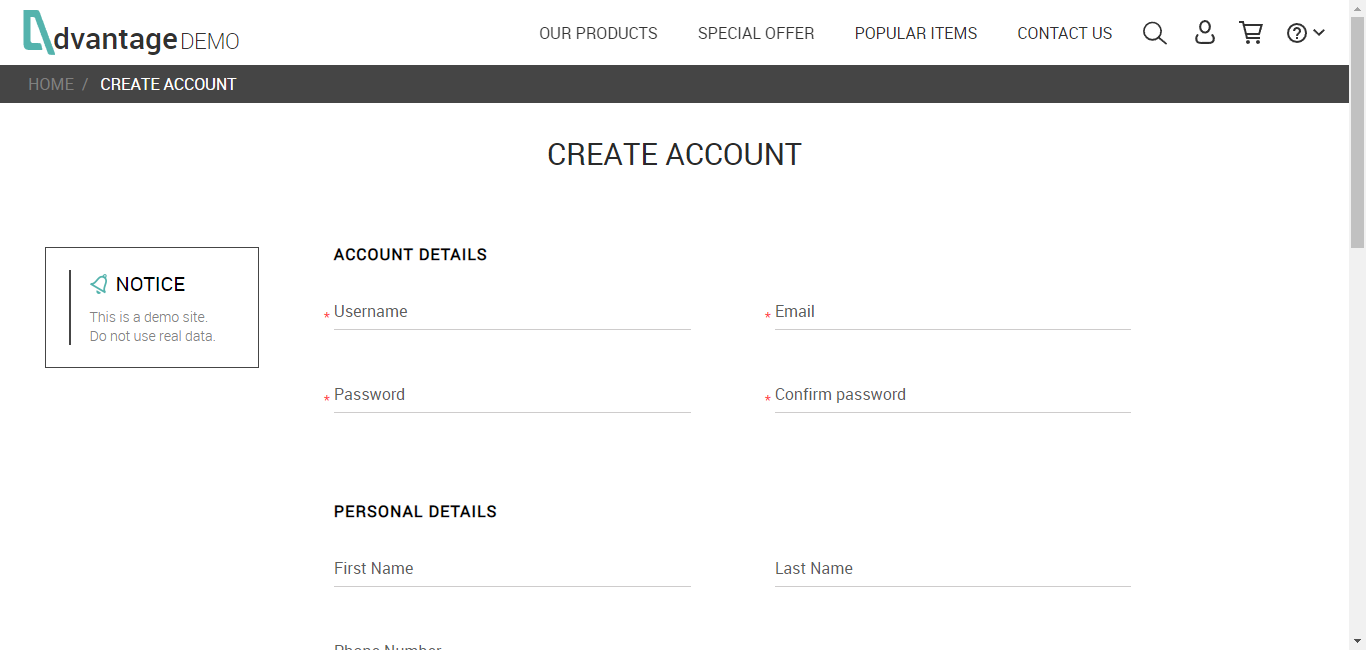 dvantage DEMO
OUR PRODUCTS SPECIAL OFFER POPULAR ITEMS CONTACT US
HOME / CREATE ACCOUNT
CREATE ACCOUNT
NOTICE
This is a demo site.
Do not use real data.
ACCOUNT DETAILS
* Username
* Email
* Password
* Confirm password
PERSONAL DETAILS
First Name
Last Name
Phone Number